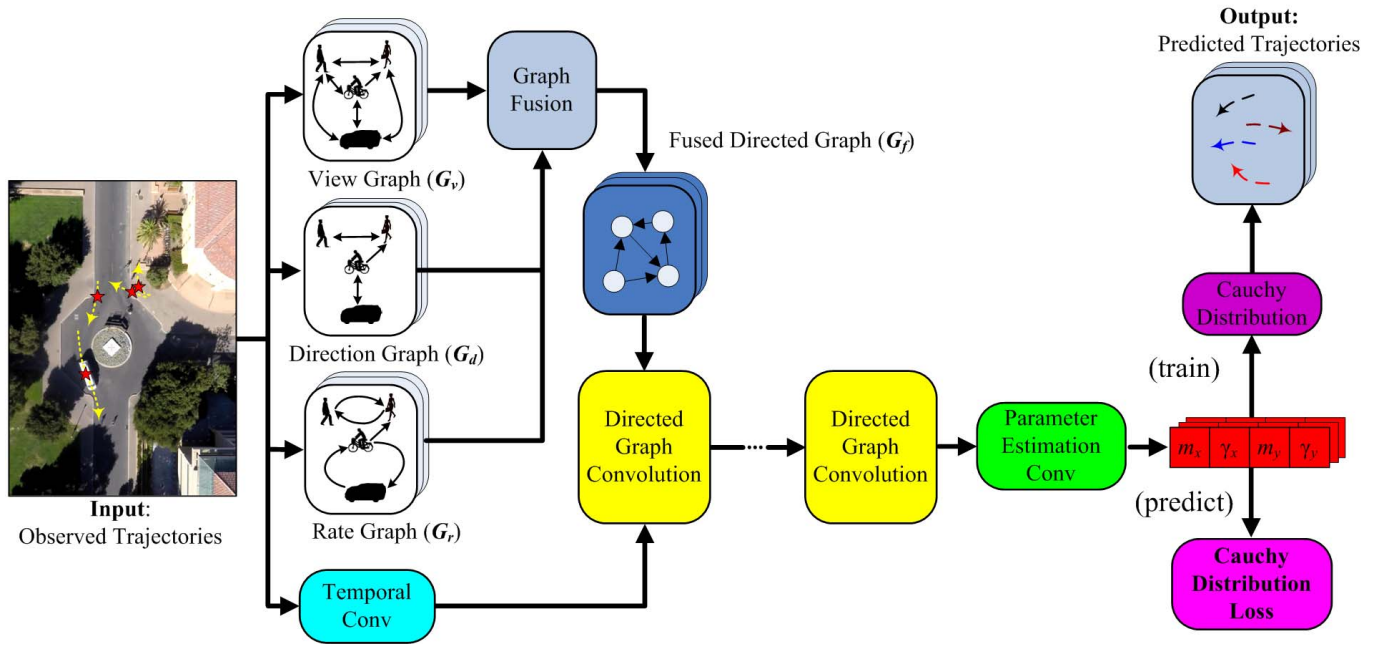 Output:
Predicted Trajectories
Graph
Fusion
View Graph (Gv)
Fused Directed Graph (Gf)
Direction Graph (Gd)
Cauchy
Distribution
(train)
Directed
Graph
Convolution
Directed
Graph
Convolution
Parameter
Estimation
Conv
mx γx my γy
(predict)
Input:
Observed Trajectories
Rate Graph (Gr)
Temporal
Conv
Cauchy
Distribution
Loss